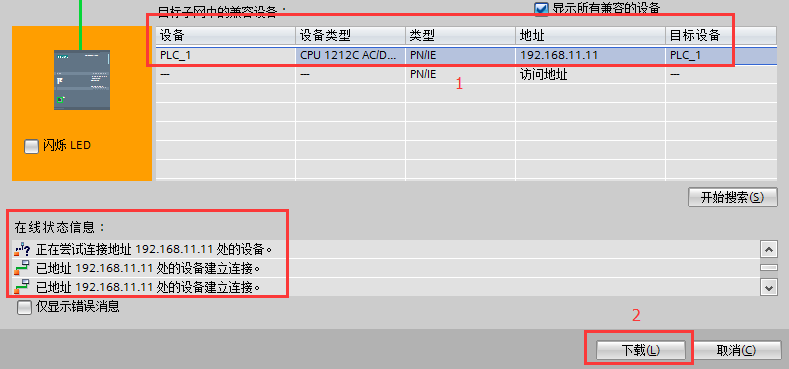 目标子网中的兼容设备：
显示所有兼容的设备
设备 设备类型 类型 地址 目标设备
PLC_1 CPU 1212C AC/D... PN/IE 192.168.11.11 PLC_1
--- --- PN/IE 访问地址 ---
1
闪烁 LED
开始搜索(S)
在线状态信息：
正在尝试连接地址 192.168.11.11 处的设备。
已地址 192.168.11.11 处的设备建立连接。
已地址 192.168.11.11 处的设备建立连接。
仅显示错误消息
2
下载(L) 取消(C)